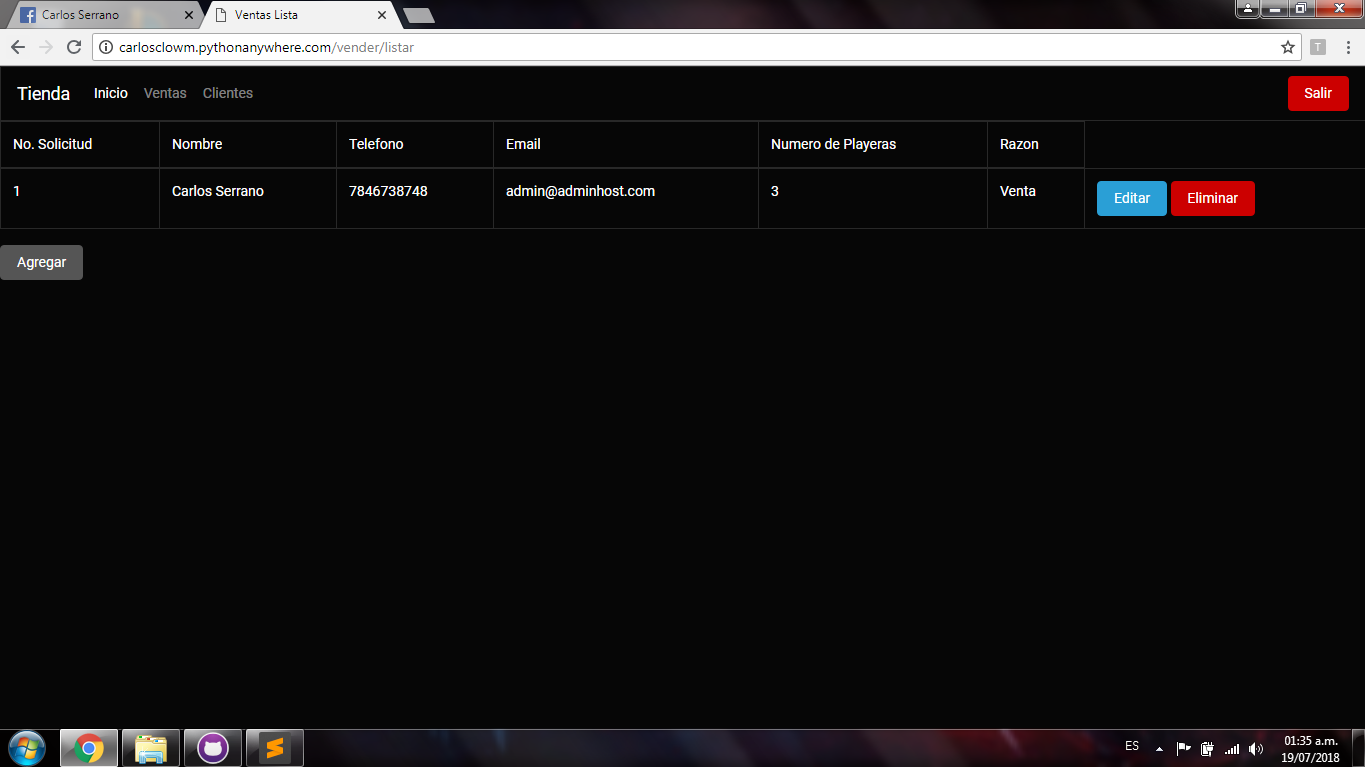 Carlos Serrano
Ventas Lista
carlosclowm.pythonanywhere.com/vender/listar
T
Tienda Inicio Ventas Clientes Salir
No. Solicitud Nombre Telefono Email Numero de Playeras Razon
1 Carlos Serrano 7846738748 admin@adminhost.com 3 Venta Editar Eliminar
Agregar
ES
01:35 a.m.
19/07/2018